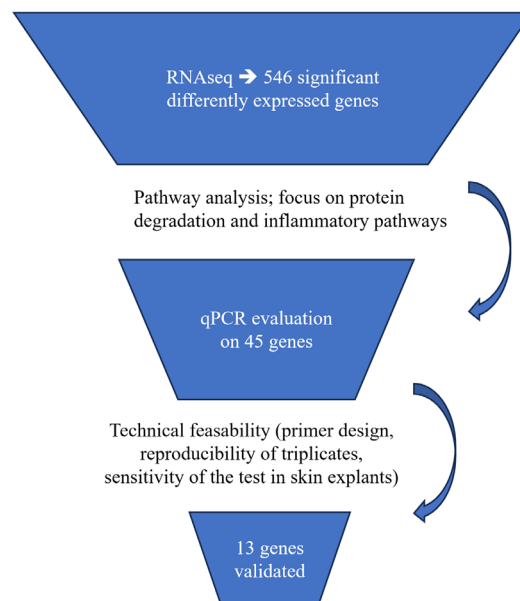 RNAseq ➔ 546 significant
differently expressed genes
Pathway analysis; focus on protein
degradation and inflammatory pathways
qPCR evaluation
on 45 genes
Technical feasability (primer design,
reproducibility of triplicates,
sensitivity of the test in skin explants)
13 genes
validated